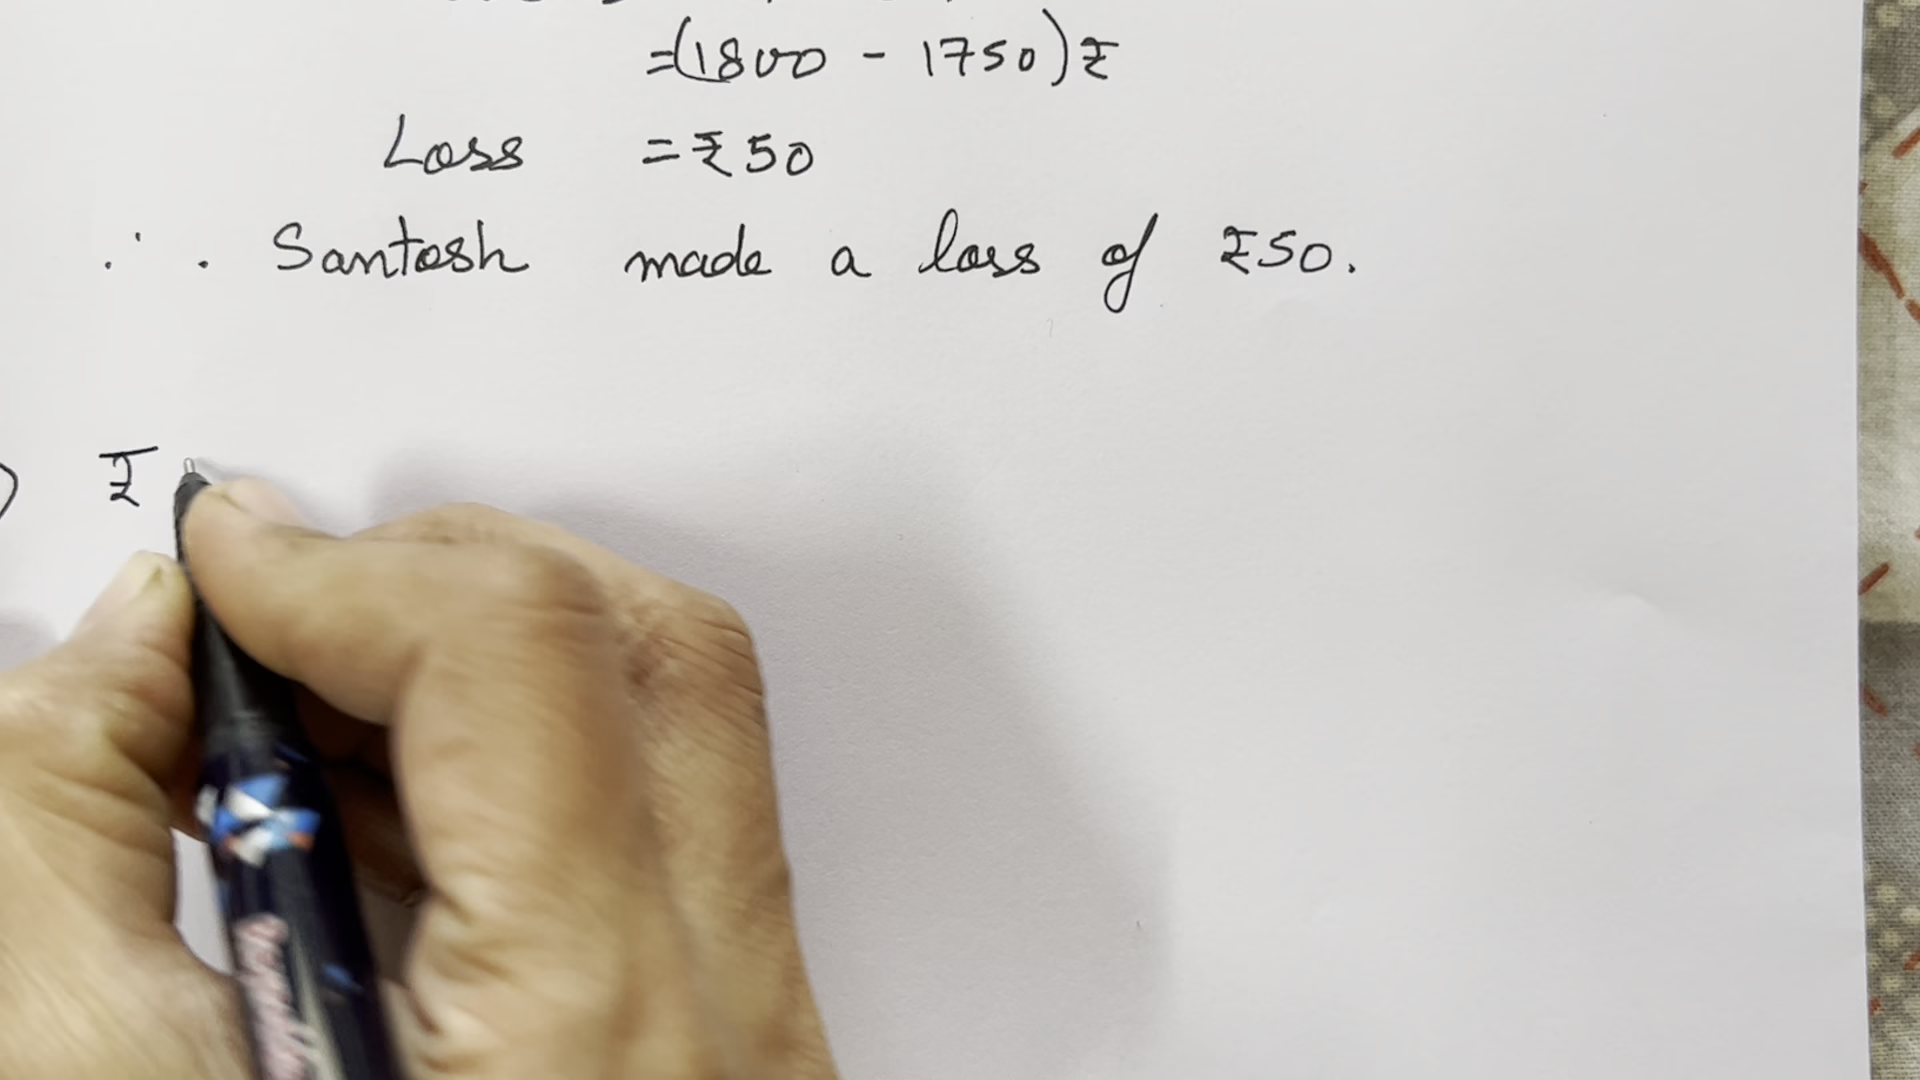 =(1800 - 1750)₹
Loss =₹50
∴ Santosh made a loss of ₹50.
) ₹